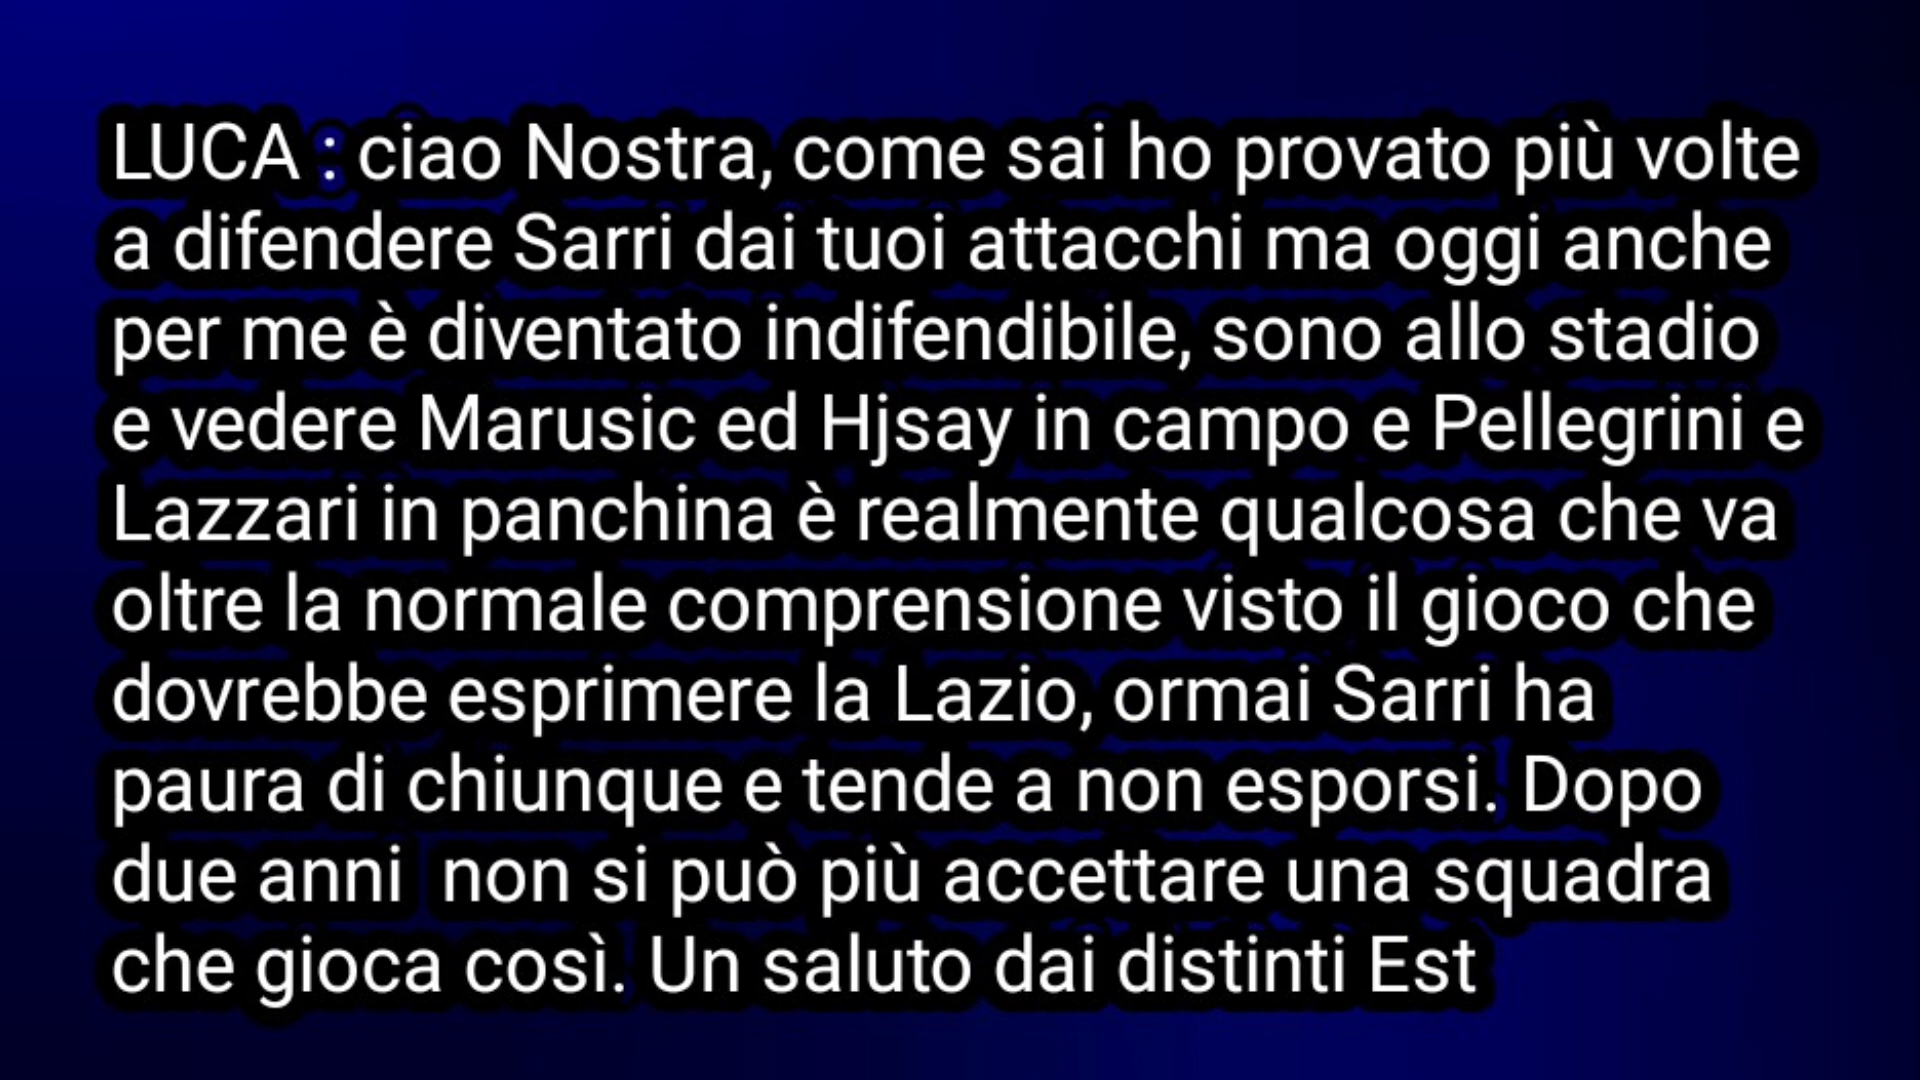 LUCA : ciao Nostra, come sai ho provato più volte
a difendere Sarri dai tuoi attacchi ma oggi anche
per me è diventato indifendibile, sono allo stadio
e vedere Marusic ed Hjsay in campo e Pellegrini e
Lazzari in panchina è realmente qualcosa che va
oltre la normale comprensione visto il gioco che
dovrebbe esprimere la Lazio, ormai Sarri ha
paura di chiunque e tende a non esporsi. Dopo
due anni  non si può più accettare una squadra
che gioca così. Un saluto dai distinti Est